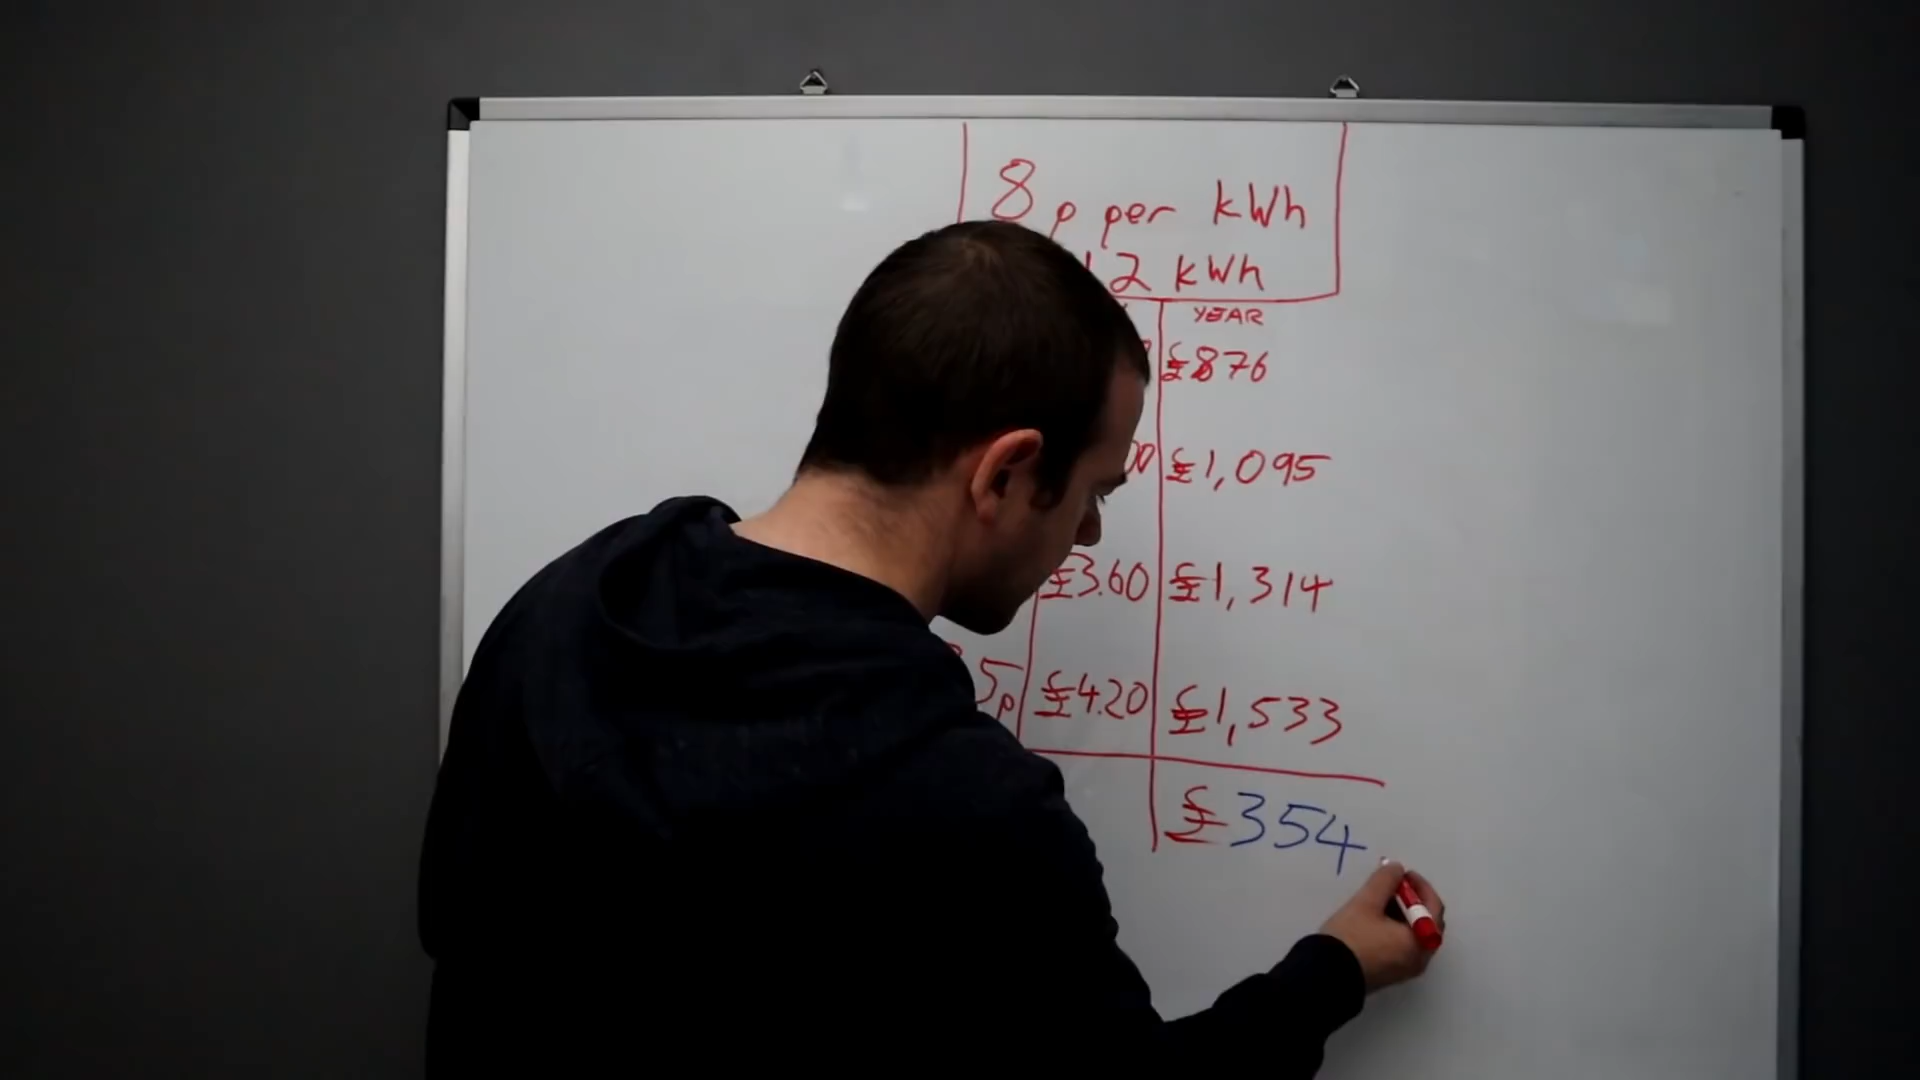 8p per kWh
12 kWh
YEAR
£876
00 £1,095
£3.60 £1,314
5p £4.20 £1,533
£354